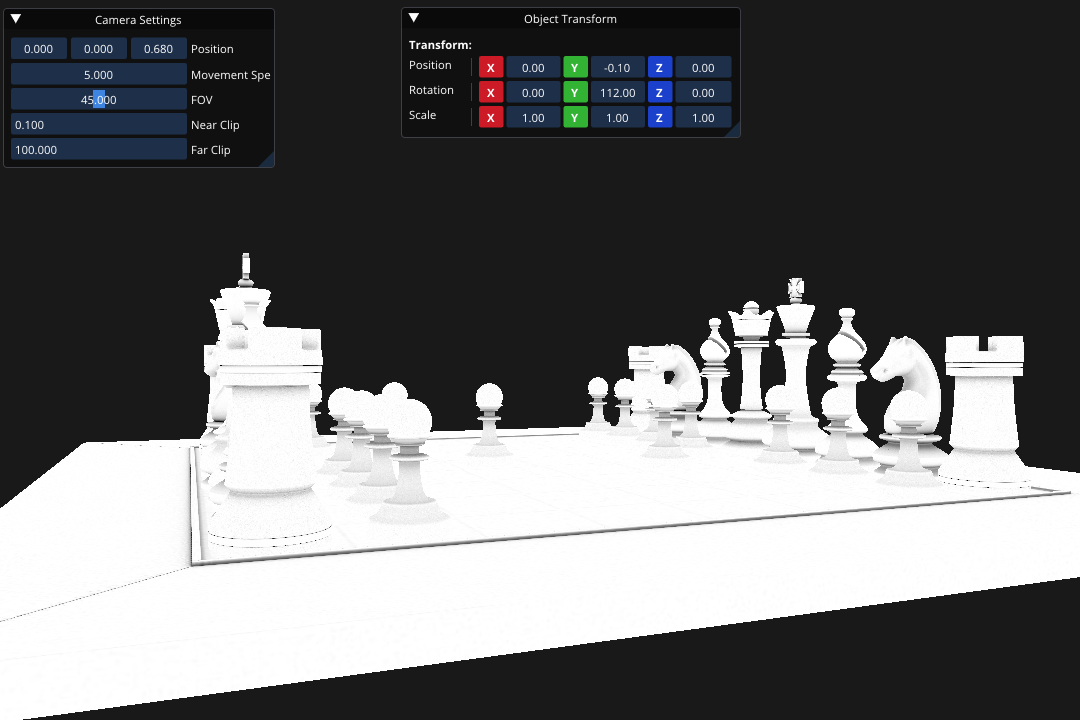 Camera Settings
0.000 0.000 0.680 Position
5.000 Movement Spe
45.000 FOV
0.100 Near Clip
100.000 Far Clip
Object Transform
Transform:
Position X 0.00 Y -0.10 Z 0.00
Rotation X 0.00 Y 112.00 Z 0.00
Scale X 1.00 Y 1.00 Z 1.00